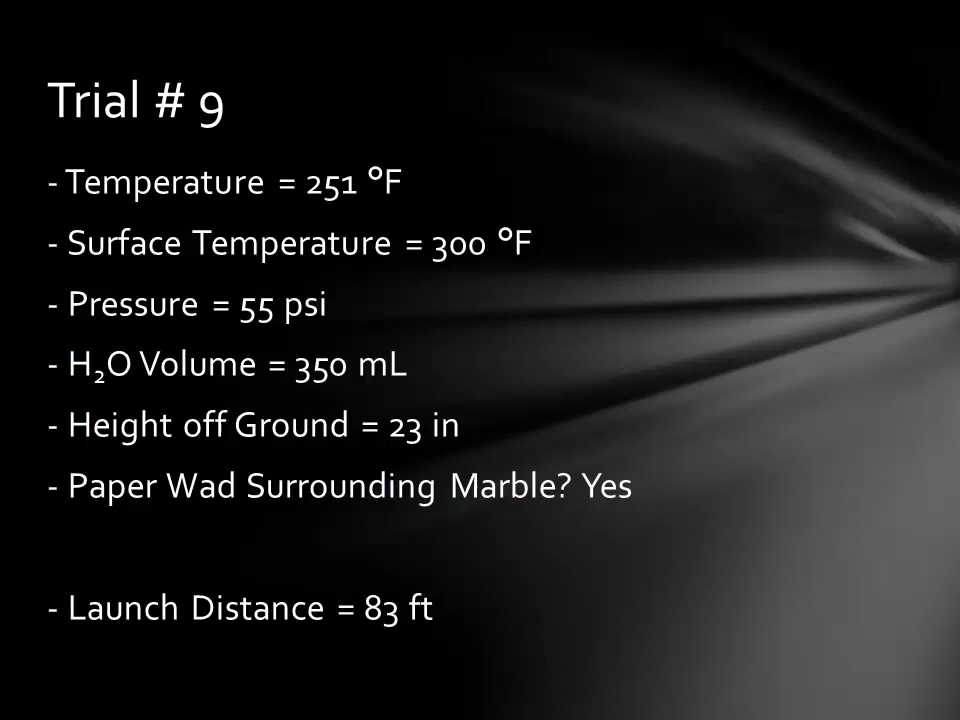 Trial # 9
- Temperature = 251 °F
- Surface Temperature = 300 °F
- Pressure = 55 psi
- H₂O Volume = 350 mL
- Height off Ground = 23 in
- Paper Wad Surrounding Marble? Yes
- Launch Distance = 83 ft